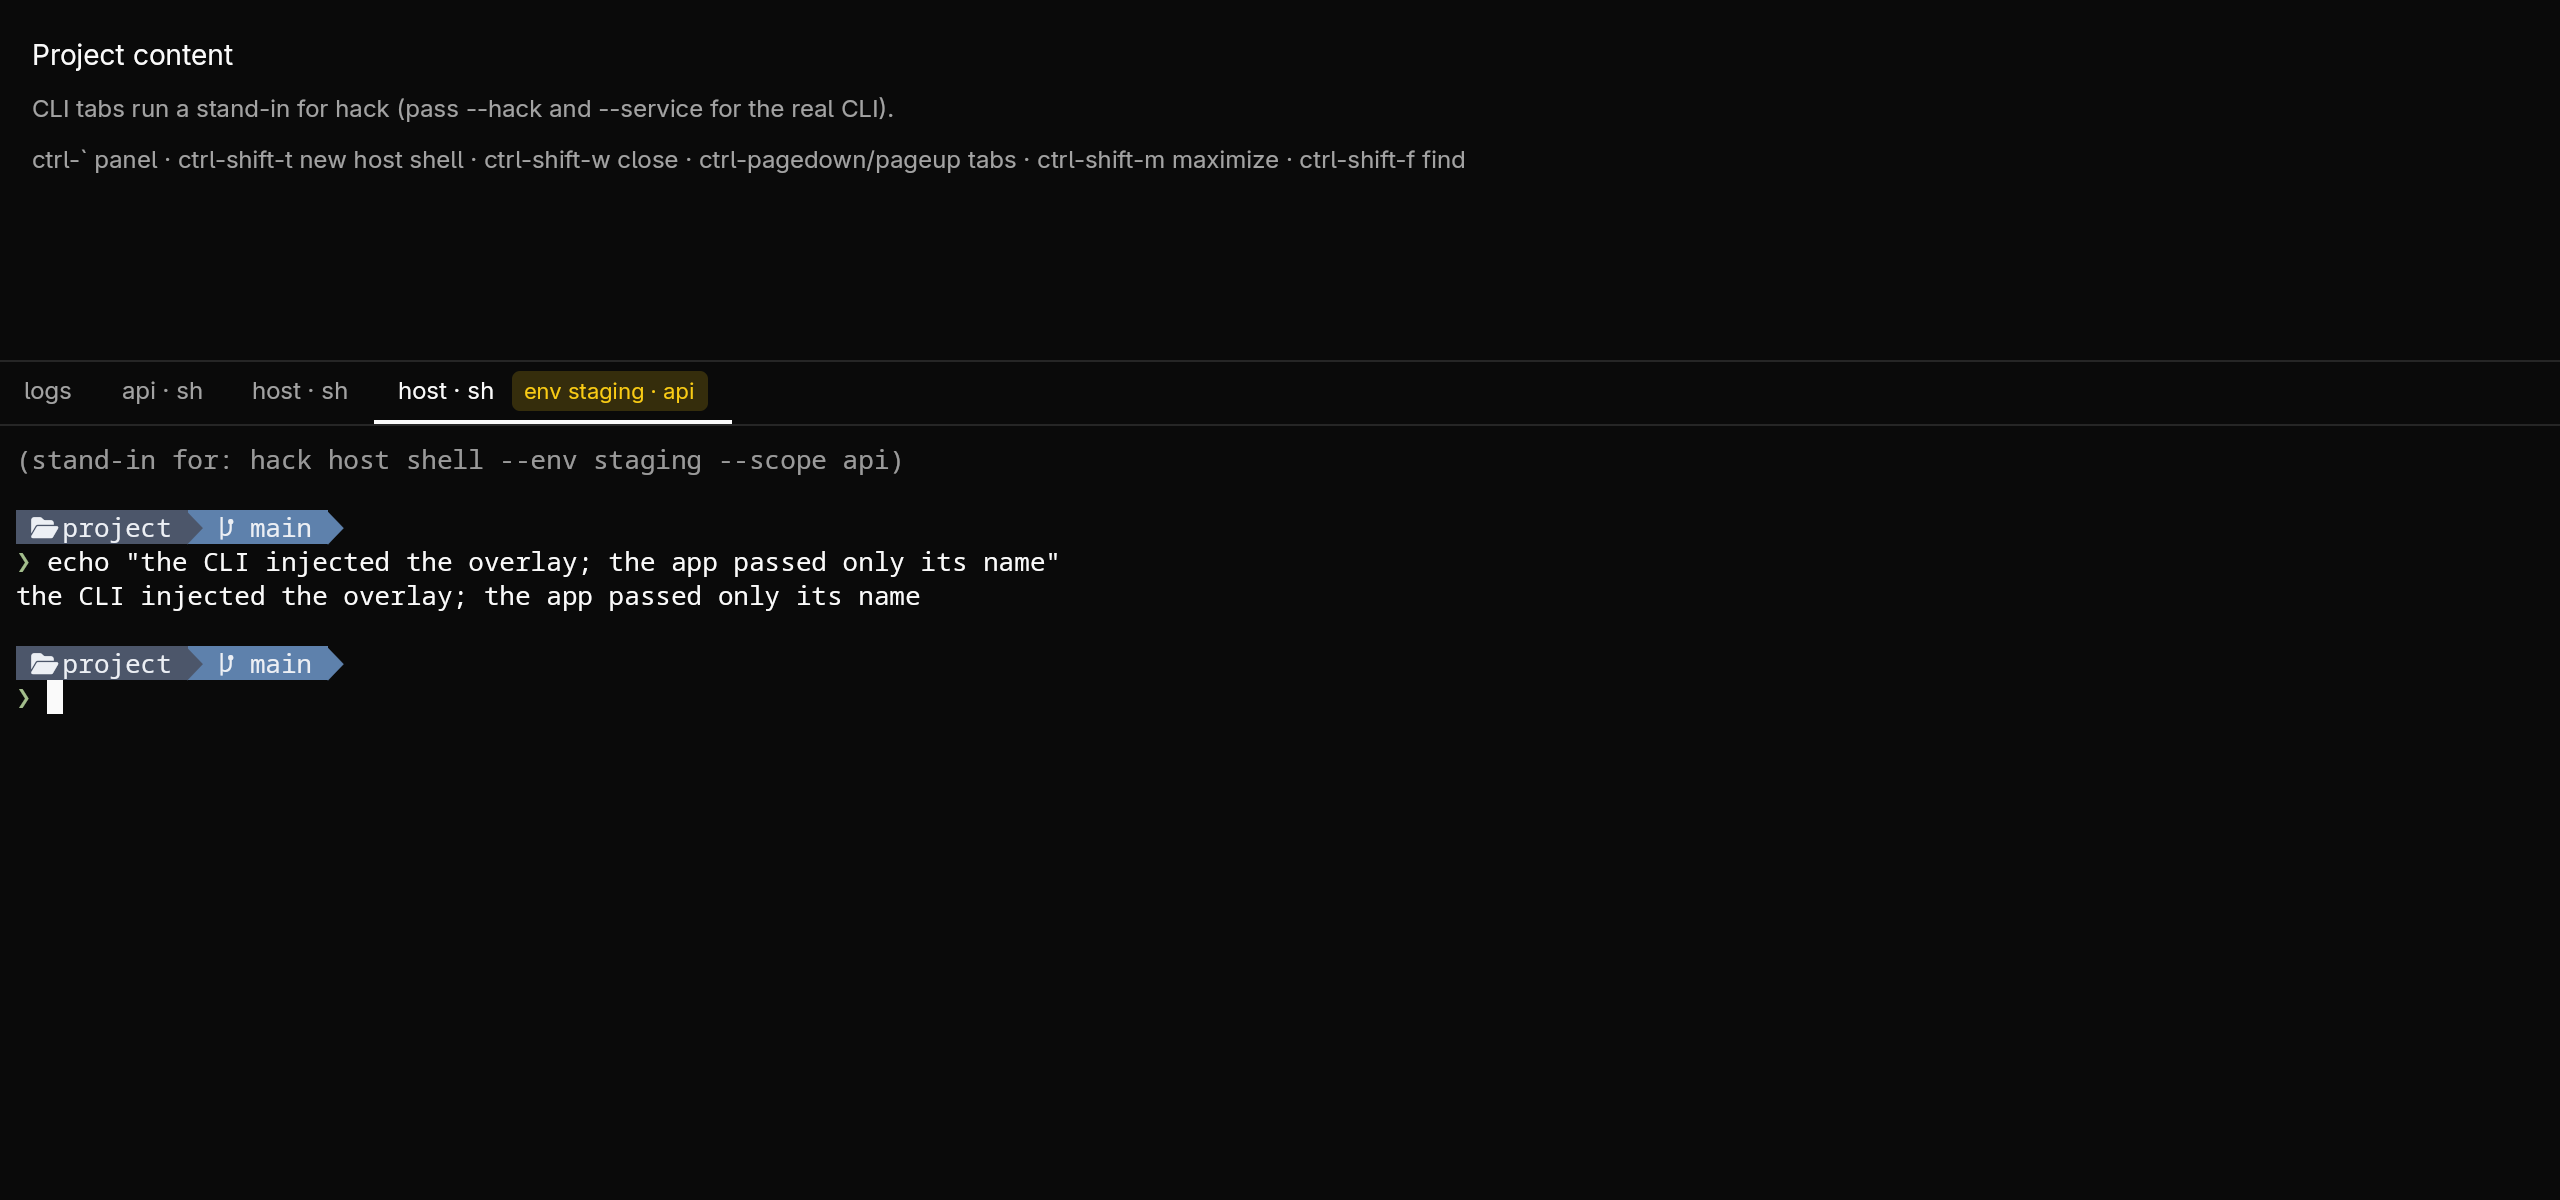 Project content
CLI tabs run a stand-in for hack (pass --hack and --service for the real CLI).
ctrl-` panel · ctrl-shift-t new host shell · ctrl-shift-w close · ctrl-pagedown/pageup tabs · ctrl-shift-m maximize · ctrl-shift-f find
logs api · sh host · sh host · sh env staging · api
(stand-in for: hack host shell --env staging --scope api)
project main
❯ echo "the CLI injected the overlay; the app passed only its name"
the CLI injected the overlay; the app passed only its name
project main
❯